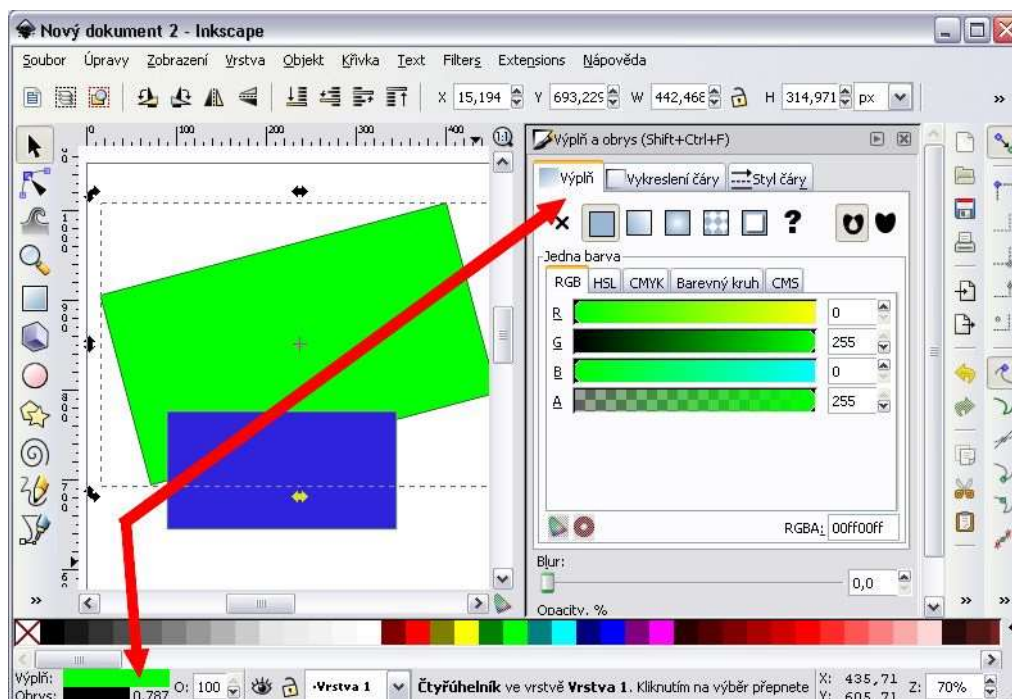 Nový dokument 2 - Inkscape
Soubor Úpravy Zobrazení Vrstva Objekt Křivka Text Filters Extensions Nápověda
X 15,194 Y 693,229 W 442,468 H 314,971 px
0 100 200 300 400
Výplň a obrys (Shift+Ctrl+F)
Výplň Vykreslení čáry Styl čáry
Jedna barva
RGB HSL CMYK Barevný kruh CMS
R 0
G 255
B 0
A 255
RGBA: 00ff00ff
Blur:
0,0
Opacity, %
Výplň:
Obrys: 0.787
O: 100 ·Vrstva 1 Čtyřúhelník ve vrstvě Vrstva 1. Kliknutím na výběr přepnete
X: 435,71
Y: 605,71
Z: 70%